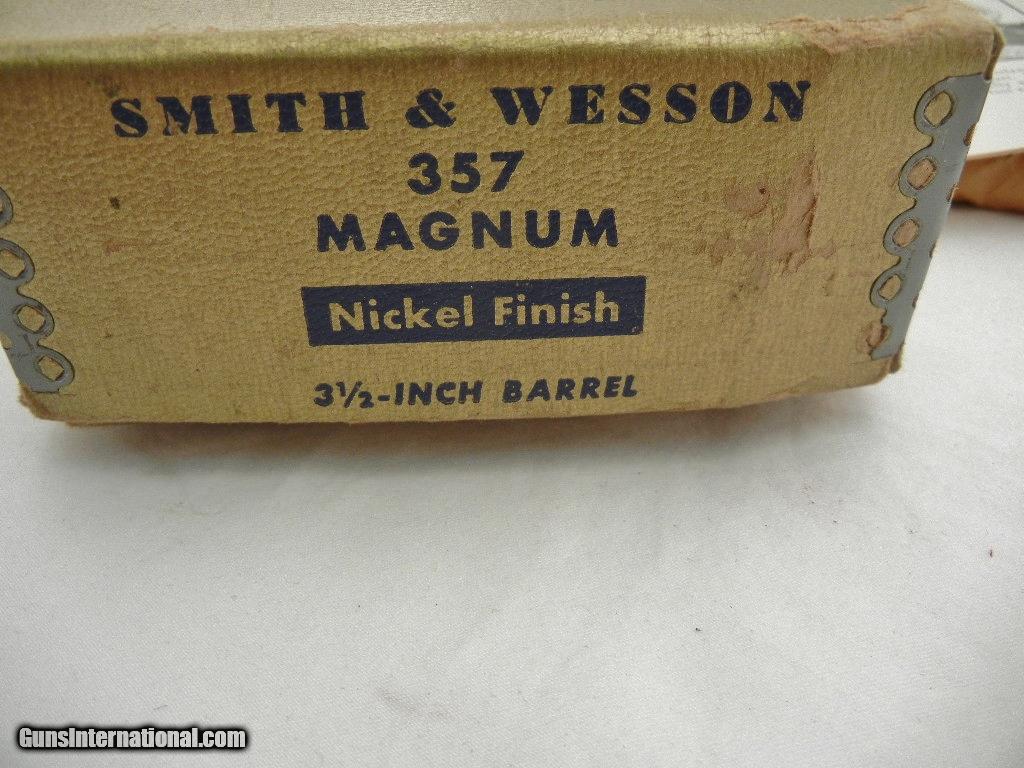 SMITH & WESSON
357
MAGNUM
Nickel Finish
3½-INCH BARREL
GunsInternational.com